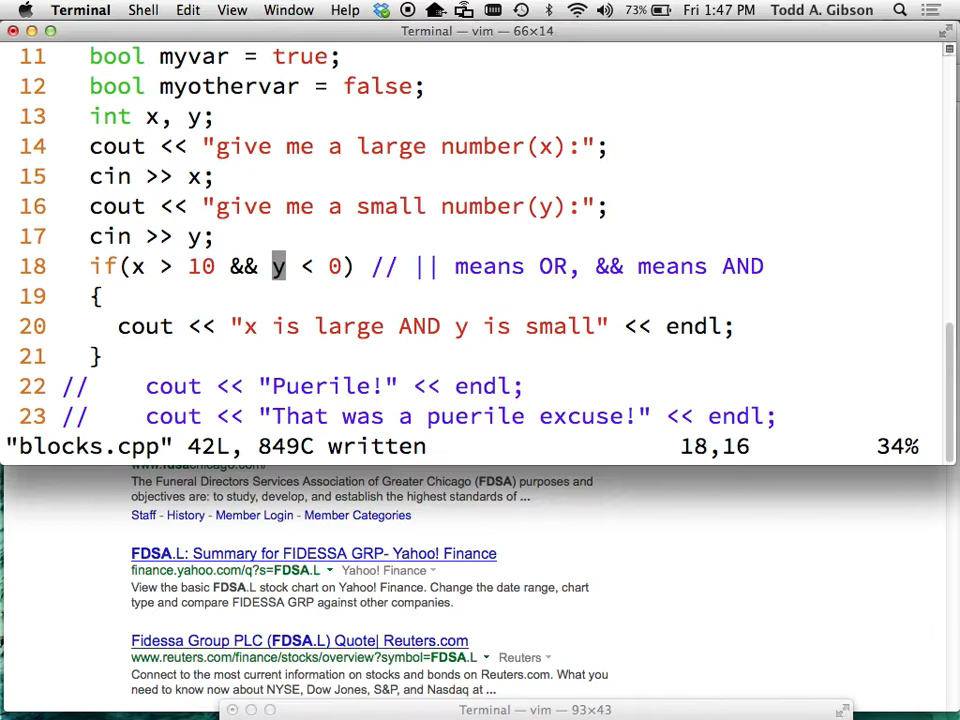 Terminal Shell Edit View Window Help 73% Fri 1:47 PM Todd A. Gibson
Terminal — vim — 66×14
11 bool myvar = true;
12 bool myothervar = false;
13 int x, y;
14 cout << "give me a large number(x):";
15 cin >> x;
16 cout << "give me a small number(y):";
17 cin >> y;
18 if(x > 10 && y < 0) // || means OR, && means AND
19 {
20 cout << "x is large AND y is small" << endl;
21 }
22 // cout << "Puerile!" << endl;
23 // cout << "That was a puerile excuse!" << endl;
"blocks.cpp" 42L, 849C written 18,16 34%
www.fdsachicago.com/
The Funeral Directors Services Association of Greater Chicago (FDSA) purposes and
objectives are: to study, develop, and establish the highest standards of ...
Staff - History - Member Login - Member Categories
FDSA.L: Summary for FIDESSA GRP- Yahoo! Finance
finance.yahoo.com/q?s=FDSA.L Yahoo! Finance
View the basic FDSA.L stock chart on Yahoo! Finance. Change the date range, chart
type and compare FIDESSA GRP against other companies.
Fidessa Group PLC (FDSA.L) Quote| Reuters.com
www.reuters.com/finance/stocks/overview?symbol=FDSA.L Reuters
Connect to the most current information on stocks and bonds on Reuters.com. All you
need to know now about NYSE, Dow Jones, S&P, and Nasdaq at ...
Terminal — vim — 93×43